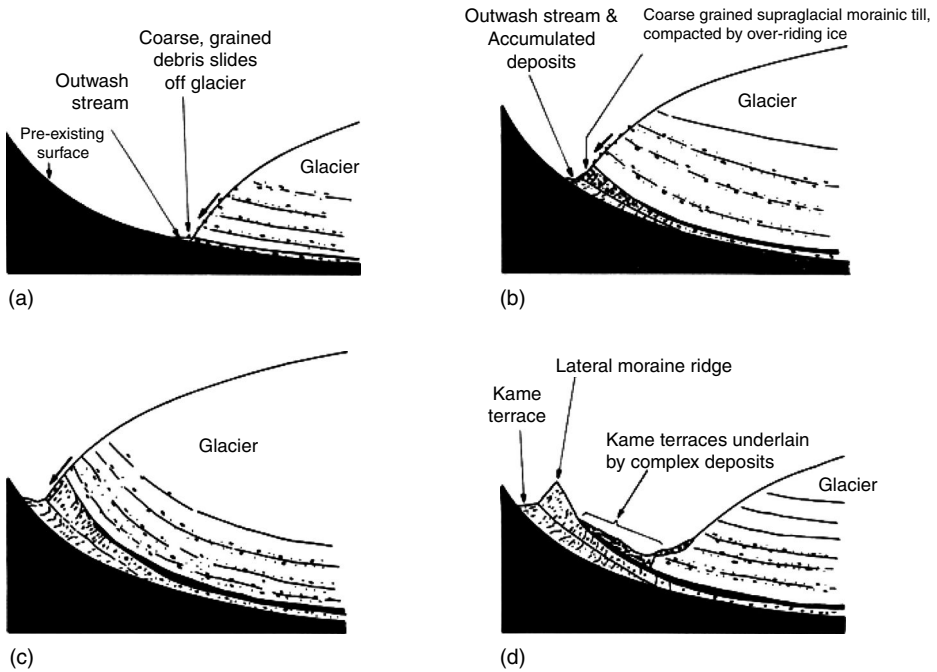 Coarse, grained
debris slides
off glacier
Outwash
stream
Pre-existing
surface
Glacier
(a)
Outwash stream &
Accumulated
deposits
Coarse grained supraglacial morainic till,
compacted by over-riding ice
Glacier
(b)
Glacier
(c)
Lateral moraine ridge
Kame
terrace
Kame terraces underlain
by complex deposits
Glacier
(d)